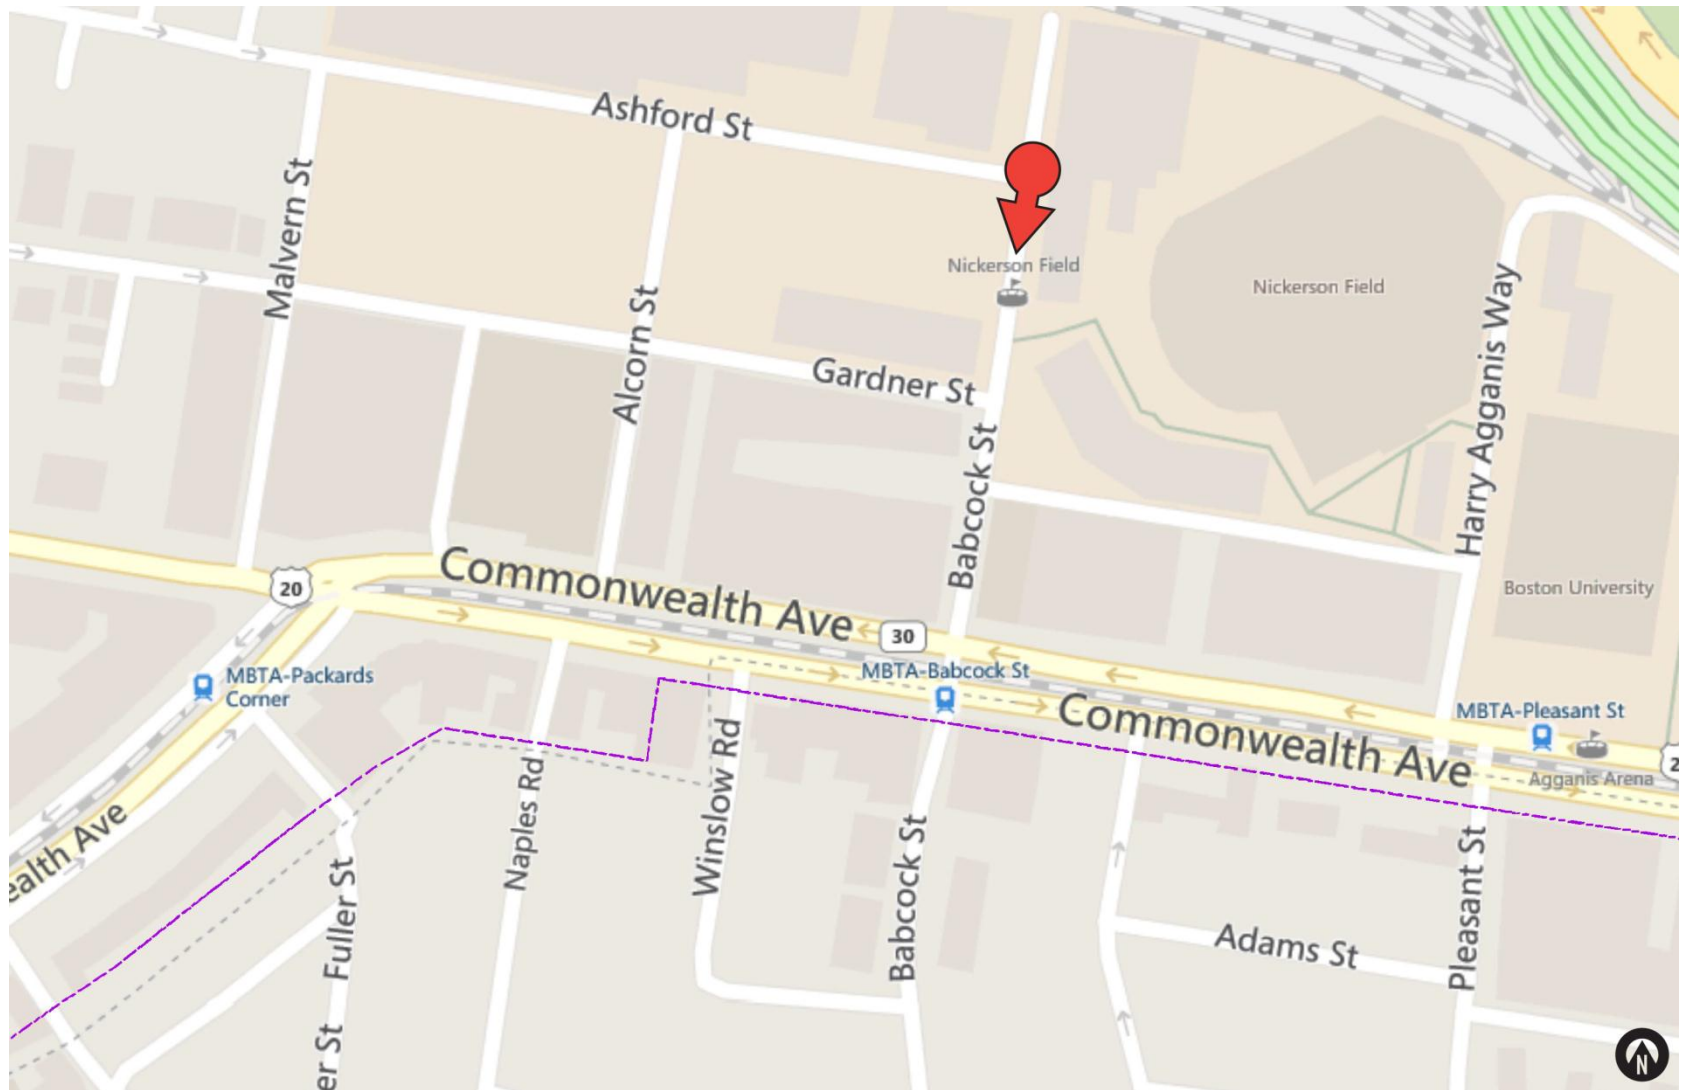 Ashford St
Malvern St
Nickerson Field
Nickerson Field
Harry Agganis Way
Alcorn St
Gardner St
Babcock St
Commonwealth Ave
20
30
Boston University
MBTA-Packards
Corner
MBTA-Babcock St
Commonwealth Ave
MBTA-Pleasant St
Agganis Arena
2
Naples Rd
Winslow Rd
Babcock St
Pleasant St
ealth Ave
Fuller St
Adams St
er St
N